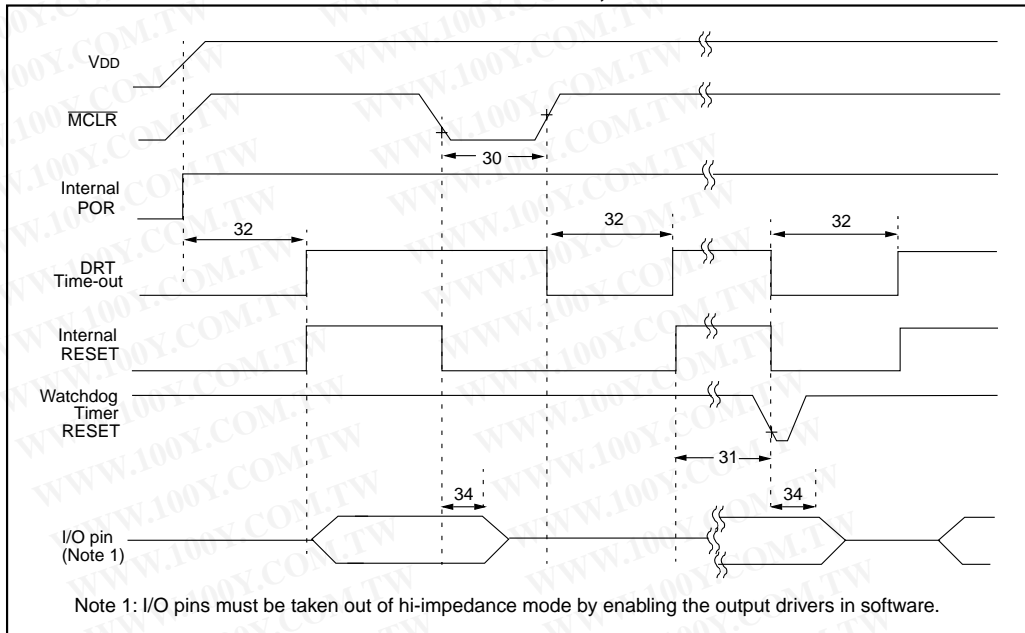 VDD
MCLR
30
Internal
POR
32
32
32
DRT
Time-out
Internal
RESET
Watchdog
Timer
RESET
31
34
34
I/O pin
(Note 1)
Note 1: I/O pins must be taken out of hi-impedance mode by enabling the output drivers in software.
WWW.100Y.COM.TW